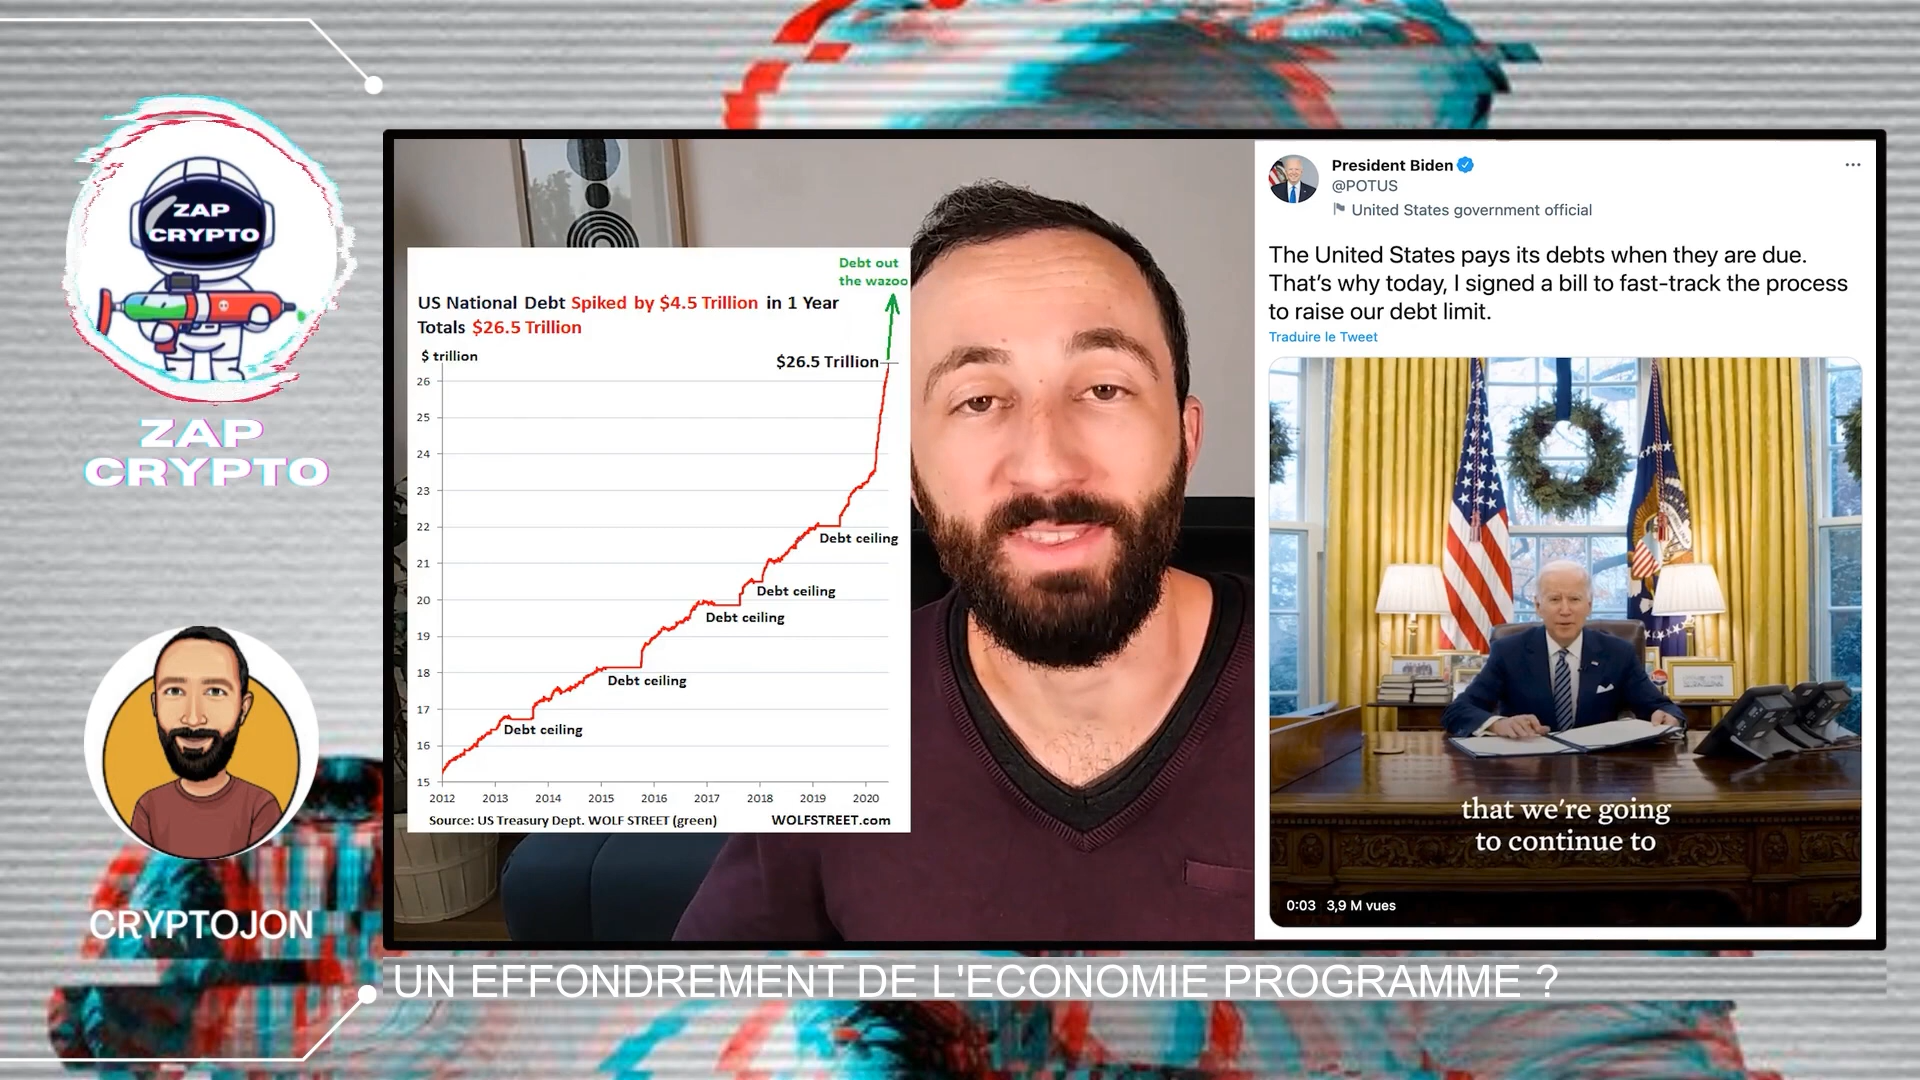 ZAP
CRYPTO
ZAP
CRYPTO
CRYPTOJON
Debt out
the wazoo
US National Debt Spiked by $4.5 Trillion in 1 Year
Totals $26.5 Trillion
$ trillion
$26.5 Trillion
26
25
24
23
22
21
20
19
18
17
16
15
Debt ceiling
Debt ceiling
Debt ceiling
Debt ceiling
Debt ceiling
2012 2013 2014 2015 2016 2017 2018 2019 2020
Source: US Treasury Dept. WOLF STREET (green) WOLFSTREET.com
President Biden
@POTUS
United States government official
The United States pays its debts when they are due.
That's why today, I signed a bill to fast-track the process
to raise our debt limit.
Traduire le Tweet
that we're going
to continue to
0:03 3,9 M vues
UN EFFONDREMENT DE L'ECONOMIE PROGRAMME ?